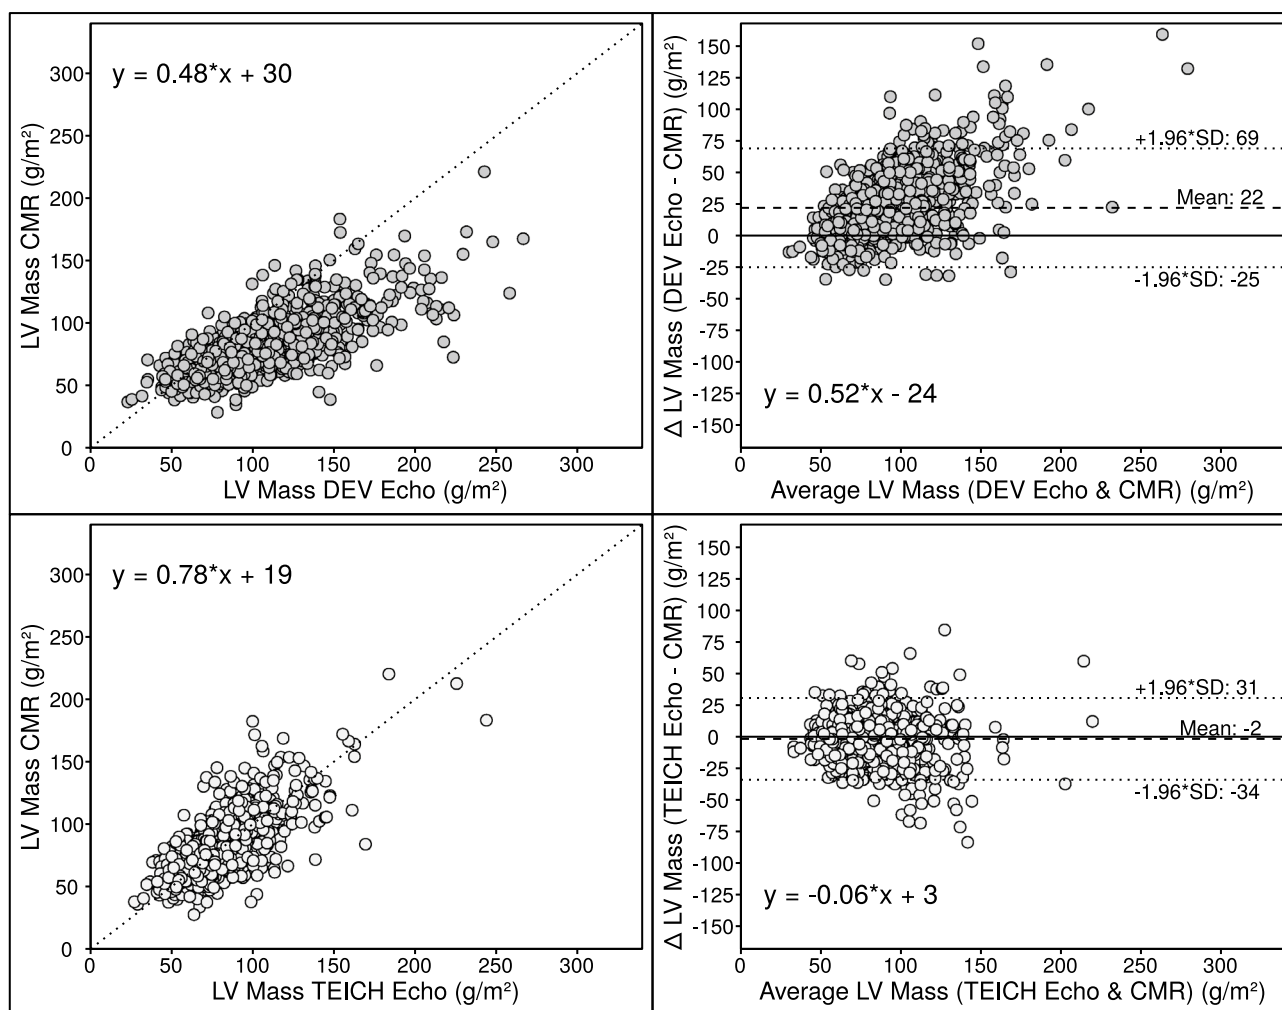 y = 0.48*x + 30
LV Mass CMR (g/m²)
300
250
200
150
100
50
0
0 50 100 150 200 250 300
LV Mass DEV Echo (g/m²)
Δ LV Mass (DEV Echo - CMR) (g/m²)
150
125
100
75
50
25
0
-25
-50
-75
-100
-125
-150
+1.96*SD: 69
Mean: 22
-1.96*SD: -25
y = 0.52*x - 24
0 50 100 150 200 250 300
Average LV Mass (DEV Echo & CMR) (g/m²)
y = 0.78*x + 19
LV Mass CMR (g/m²)
300
250
200
150
100
50
0
0 50 100 150 200 250 300
LV Mass TEICH Echo (g/m²)
Δ LV Mass (TEICH Echo - CMR) (g/m²)
150
125
100
75
50
25
0
-25
-50
-75
-100
-125
-150
+1.96*SD: 31
Mean: -2
-1.96*SD: -34
y = -0.06*x + 3
0 50 100 150 200 250 300
Average LV Mass (TEICH Echo & CMR) (g/m²)